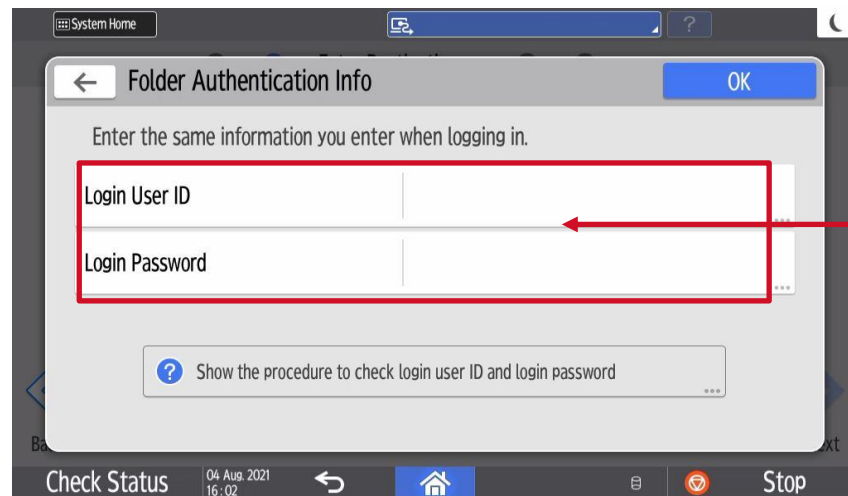 System Home
?
Folder Authentication Info
OK
Enter the same information you enter when logging in.
Login User ID
Login Password
? Show the procedure to check login user ID and login password
Ba
xt
Check Status
04 Aug. 2021
16:02
Stop